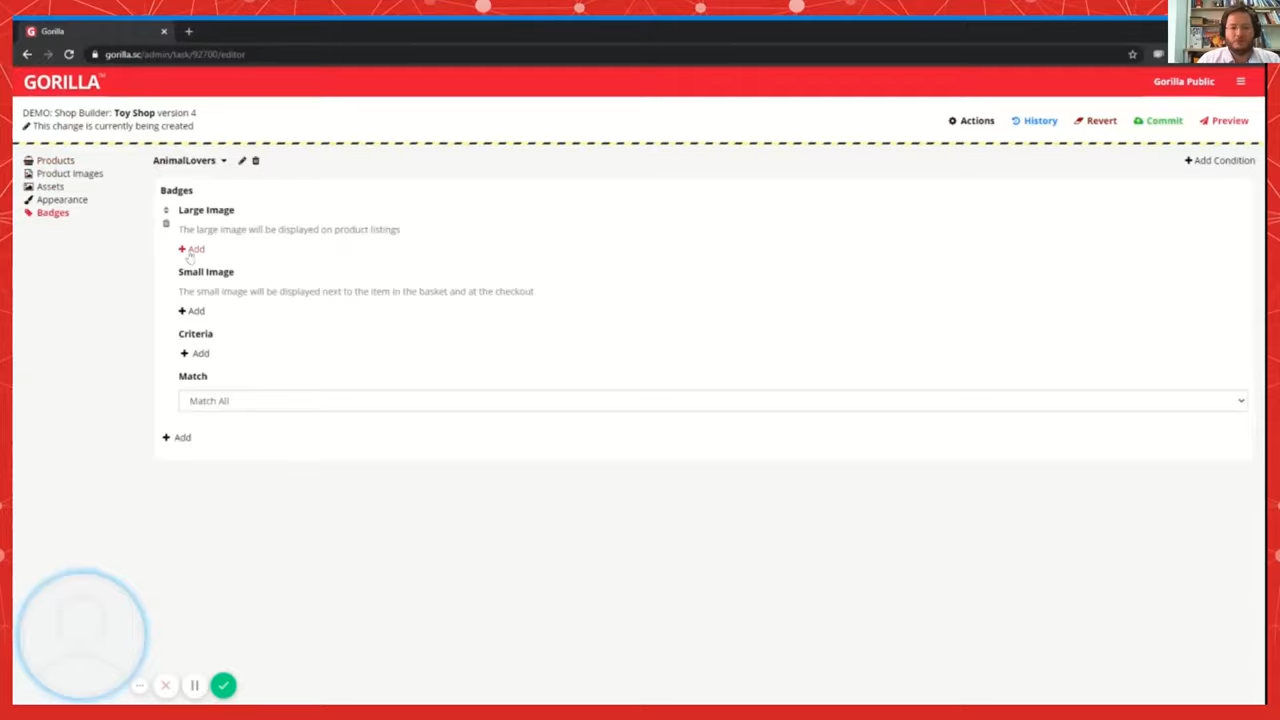 Gorilla
gorilla.sc/admin/task/92700/editor
GORILLA™
Gorilla Public
DEMO: Shop Builder: Toy Shop version 4
This change is currently being created
Actions
History
Revert
Commit
Preview
Products
Product Images
Assets
Appearance
Badges
AnimalLovers
Add Condition
Badges
Large Image
The large image will be displayed on product listings
Add
Small Image
The small image will be displayed next to the item in the basket and at the checkout
Add
Criteria
Add
Match
Match All
Add